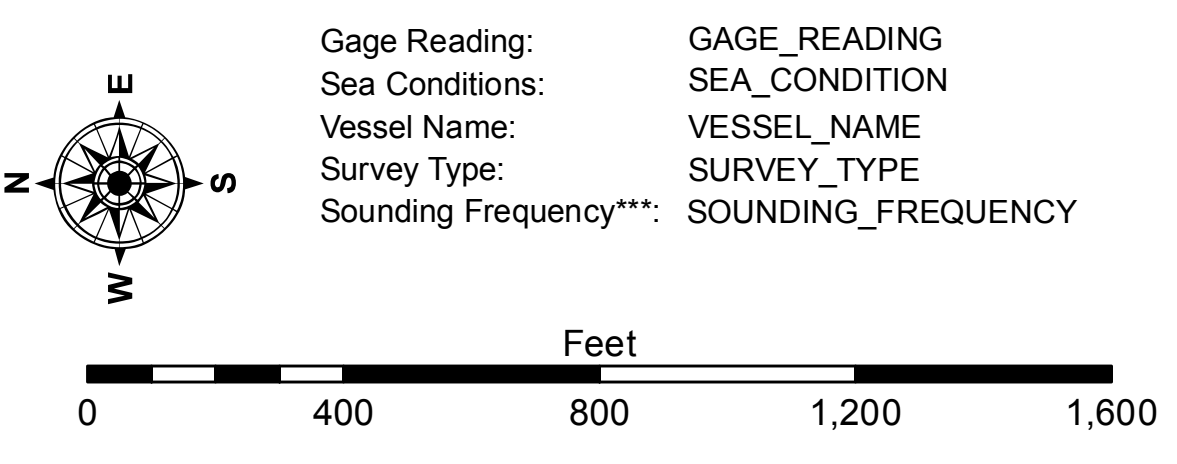 Gage Reading: GAGE_READING
Sea Conditions: SEA_CONDITION
Vessel Name: VESSEL_NAME
Survey Type: SURVEY_TYPE
Sounding Frequency***: SOUNDING_FREQUENCY
E
N
S
W
Feet
0 400 800 1,200 1,600